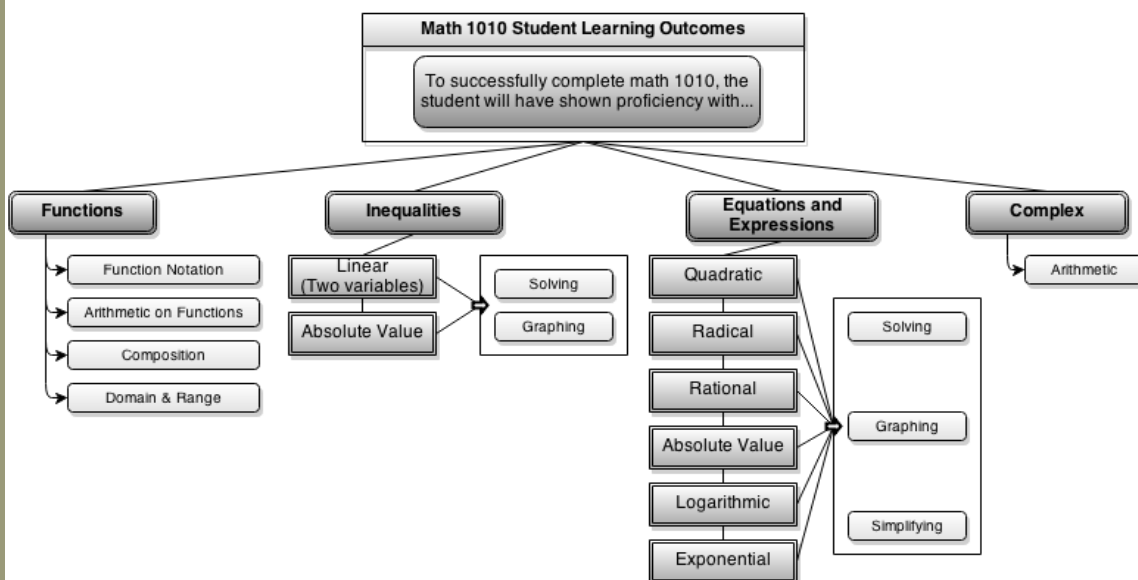 Math 1010 Student Learning Outcomes
To successfully complete math 1010, the
student will have shown proficiency with...
Functions
Function Notation
Arithmetic on Functions
Composition
Domain & Range
Inequalities
Linear
(Two variables)
Absolute Value
Solving
Graphing
Equations and
Expressions
Quadratic
Radical
Rational
Absolute Value
Logarithmic
Exponential
Solving
Graphing
Simplifying
Complex
Arithmetic